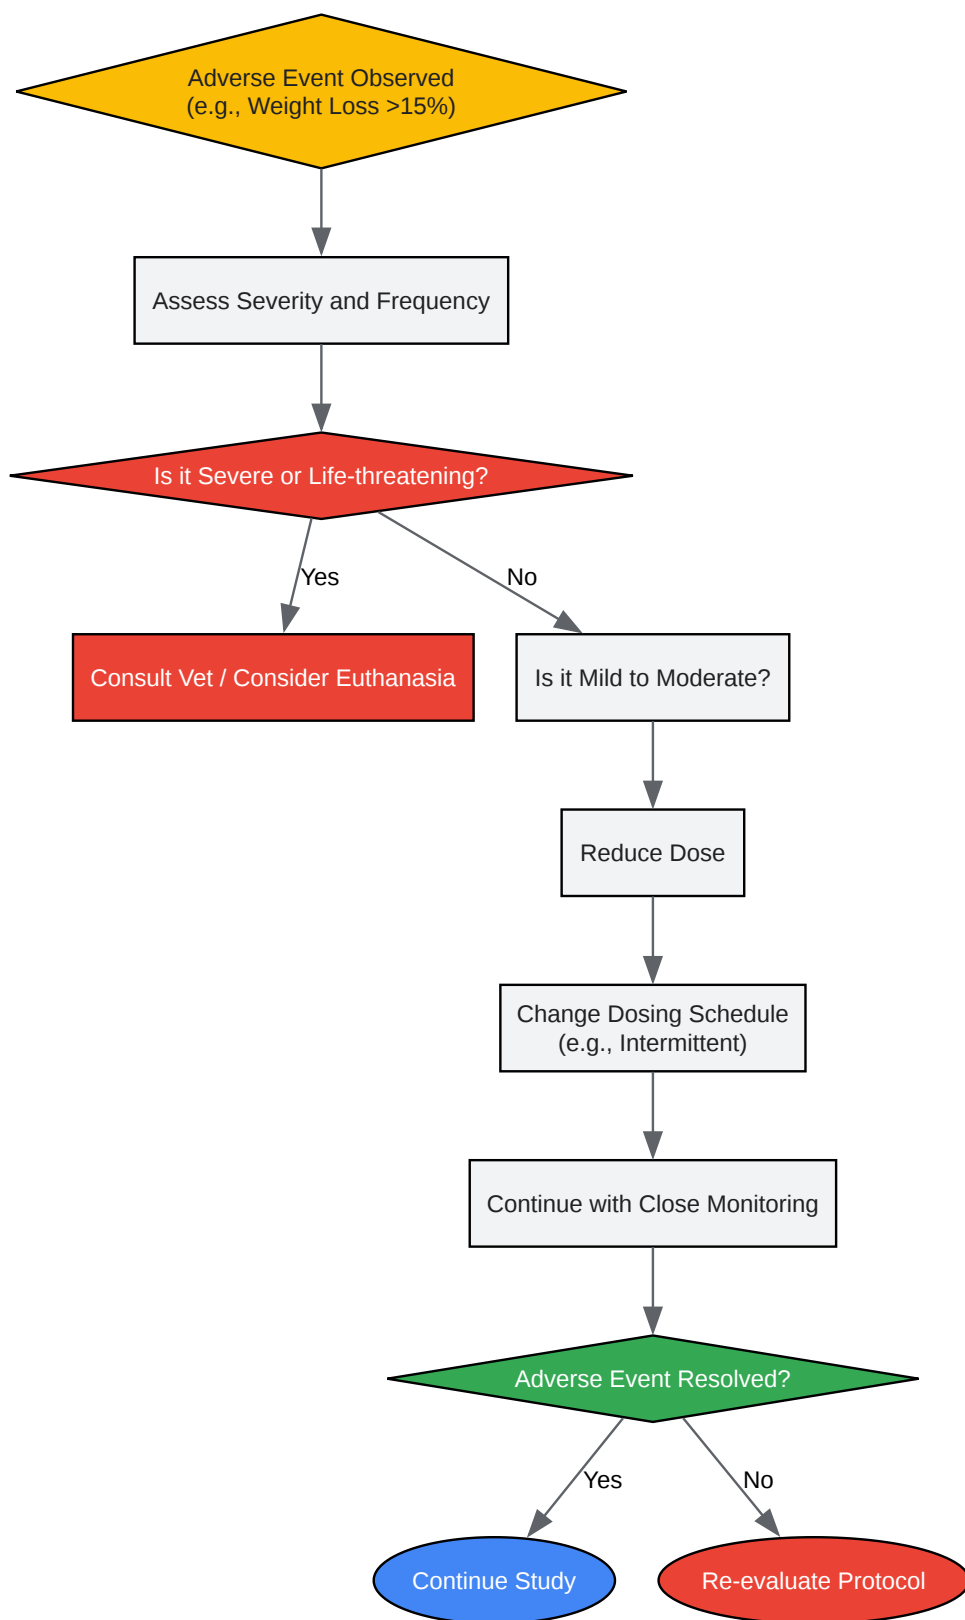 Adverse Event Observed
(e.g., Weight Loss >15%)
Assess Severity and Frequency
Is it Severe or Life-threatening?
Yes
No
Consult Vet / Consider Euthanasia
Is it Mild to Moderate?
Reduce Dose
Change Dosing Schedule
(e.g., Intermittent)
Continue with Close Monitoring
Adverse Event Resolved?
Yes
No
Continue Study
Re-evaluate Protocol